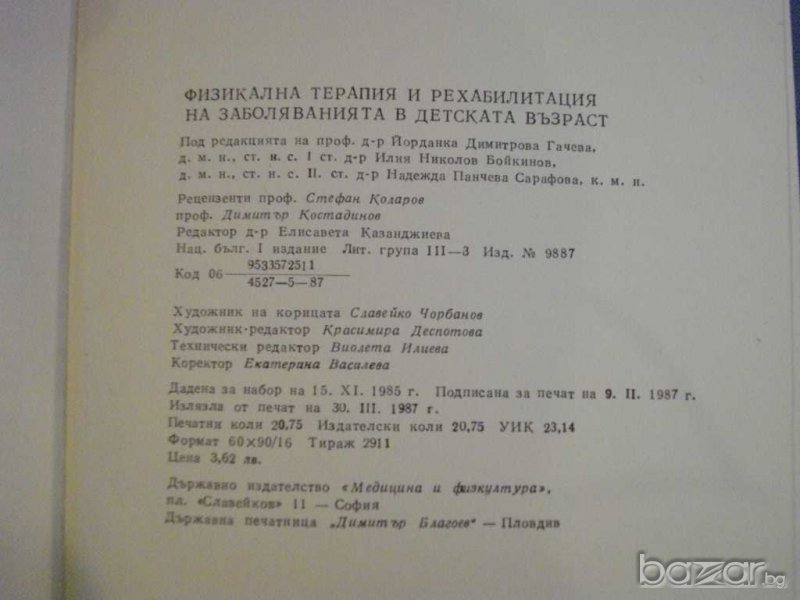 ФИЗИКАЛНА ТЕРАПИЯ И РЕХАБИЛИТАЦИЯ
НА ЗАБОЛЯВАНИЯТА В ДЕТСКАТА ВЪЗРАСТ
Под редакцията на проф. д-р Йорданка Димитрова Гачева,
д. м. н., ст. н. с. I ст. д-р Илия Николов Бойкинов,
д. м. н., ст. н. с. II. ст. д-р Надежда Панчева Сарафова, к. м. н.
Рецензенти проф. Стефан Коларов
проф. Димитър Костадинов
Редактор д-р Елисавета Казанджиева
Нац. бълг. I издание Лит. група III—3 Изд. № 9887
Код 06 9533572511
4527—5—87
Художник на корицата Славейко Чорбанов
Художник-редактор Красимира Деспотова
Технически редактор Виолета Илиева
Коректор Екатерана Василева
Дадена за набор на 15. XI. 1985 г. Подписана за печат на 9. II. 1987 г.
Излязла от печат на 30. III. 1987 г.
Печатни коли 20,75 Издателски коли 20,75 УИК 23,14
Формат 60×90/16 Тираж 2911
Цена 3,62 лв.
Държавно издателство «Медицина и физкултура»,
пл. «Славейков» 11 — София
Държавна печатница „Димитър Благоев“ — Пловдив
bazar.bg